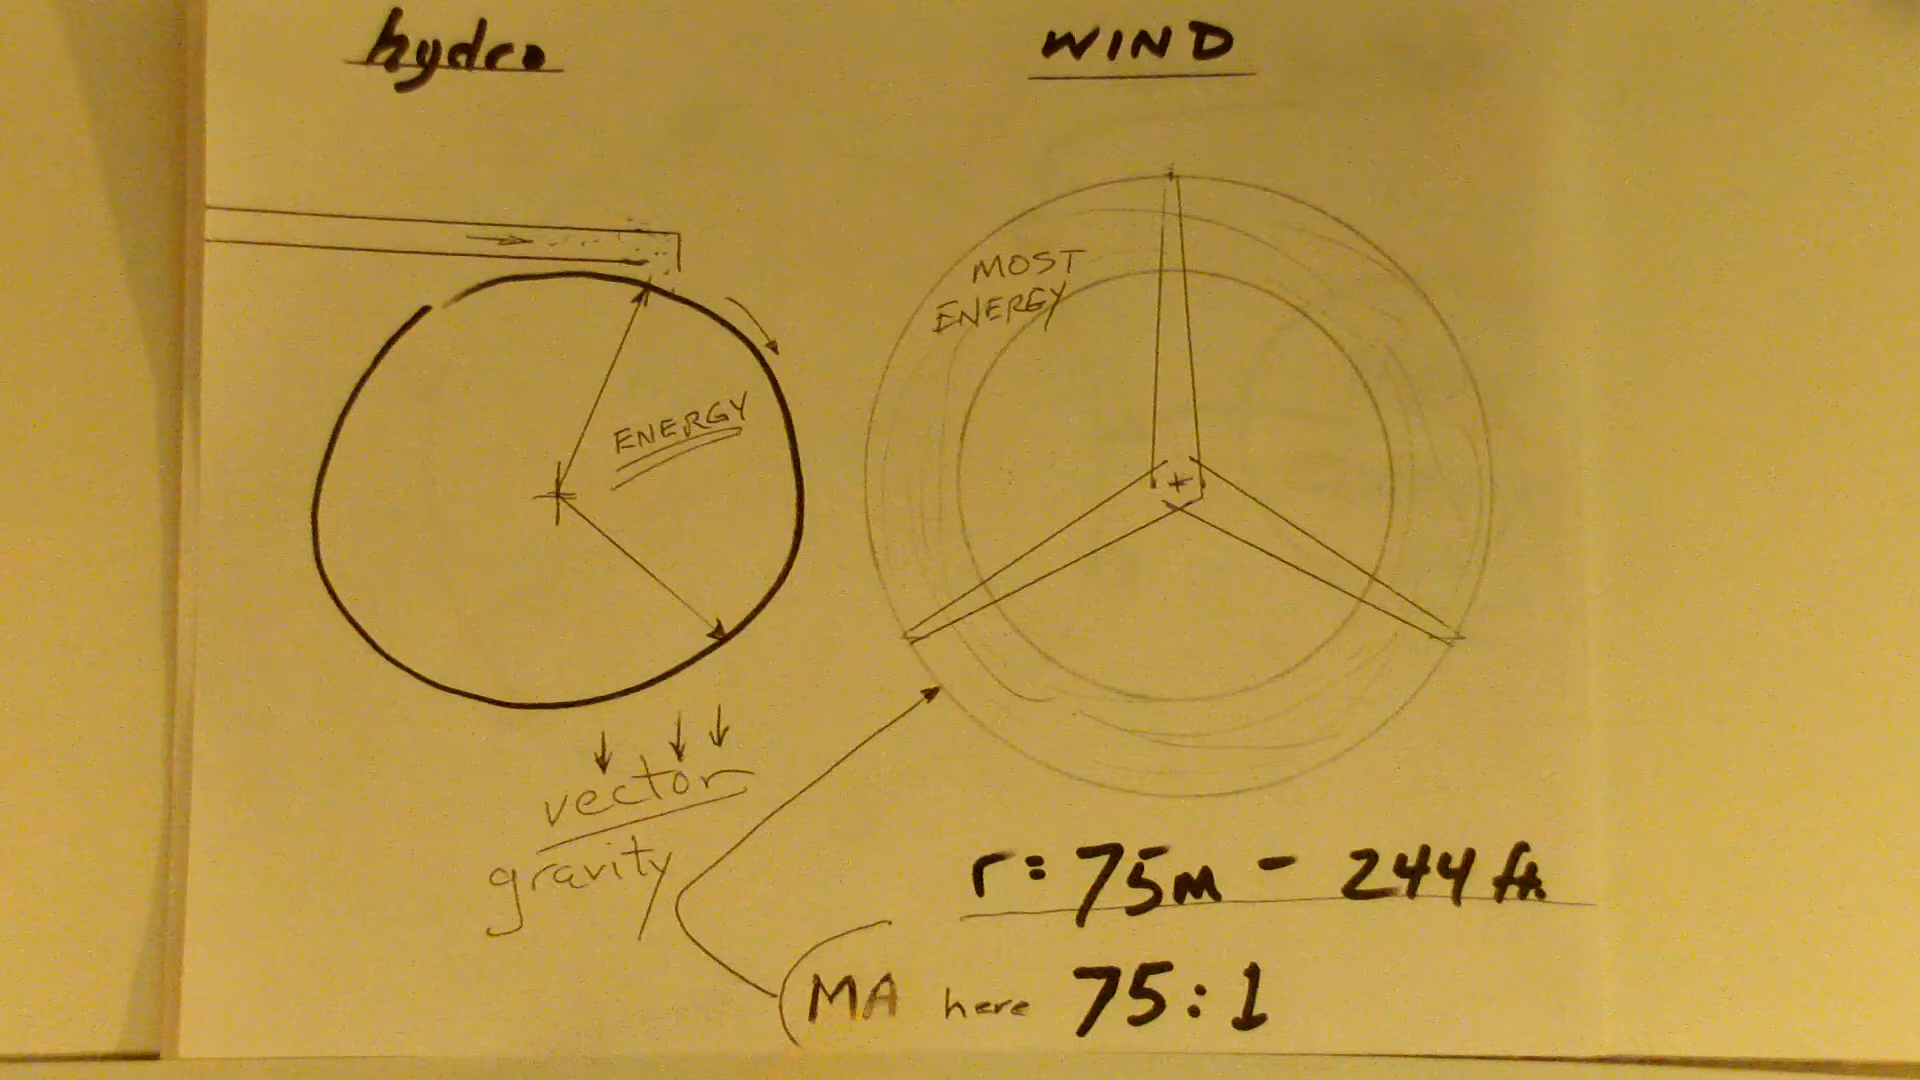 hydro
WIND
MOST
ENERGY
ENERGY
vector
gravity
r: 75m - 244 ft.
MA here 75:1